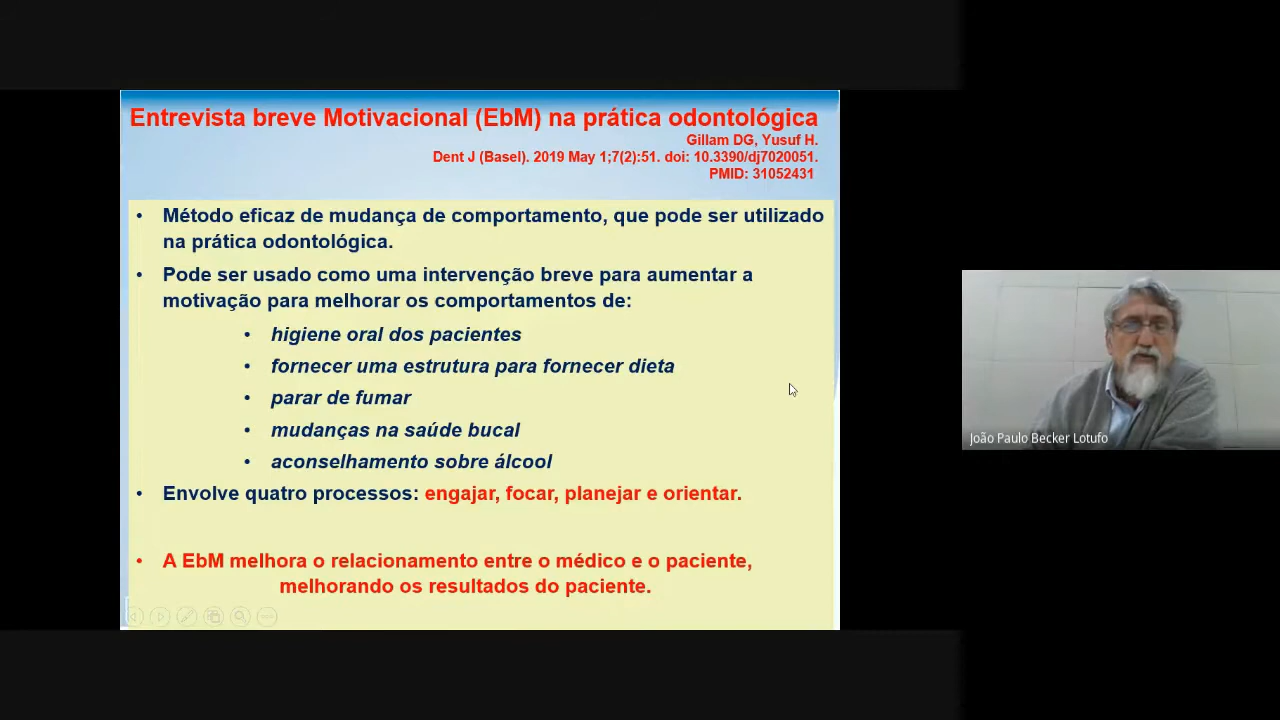 Entrevista breve Motivacional (EbM) na prática odontológica
Gillam DG, Yusuf H.
Dent J (Basel). 2019 May 1;7(2):51. doi: 10.3390/dj7020051.
PMID: 31052431
• Método eficaz de mudança de comportamento, que pode ser utilizado
na prática odontológica.
• Pode ser usado como uma intervenção breve para aumentar a
motivação para melhorar os comportamentos de:
• higiene oral dos pacientes
• fornecer uma estrutura para fornecer dieta
• parar de fumar
• mudanças na saúde bucal
• aconselhamento sobre álcool
• Envolve quatro processos: engajar, focar, planejar e orientar.
• A EbM melhora o relacionamento entre o médico e o paciente,
melhorando os resultados do paciente.
João Paulo Becker Lotufo